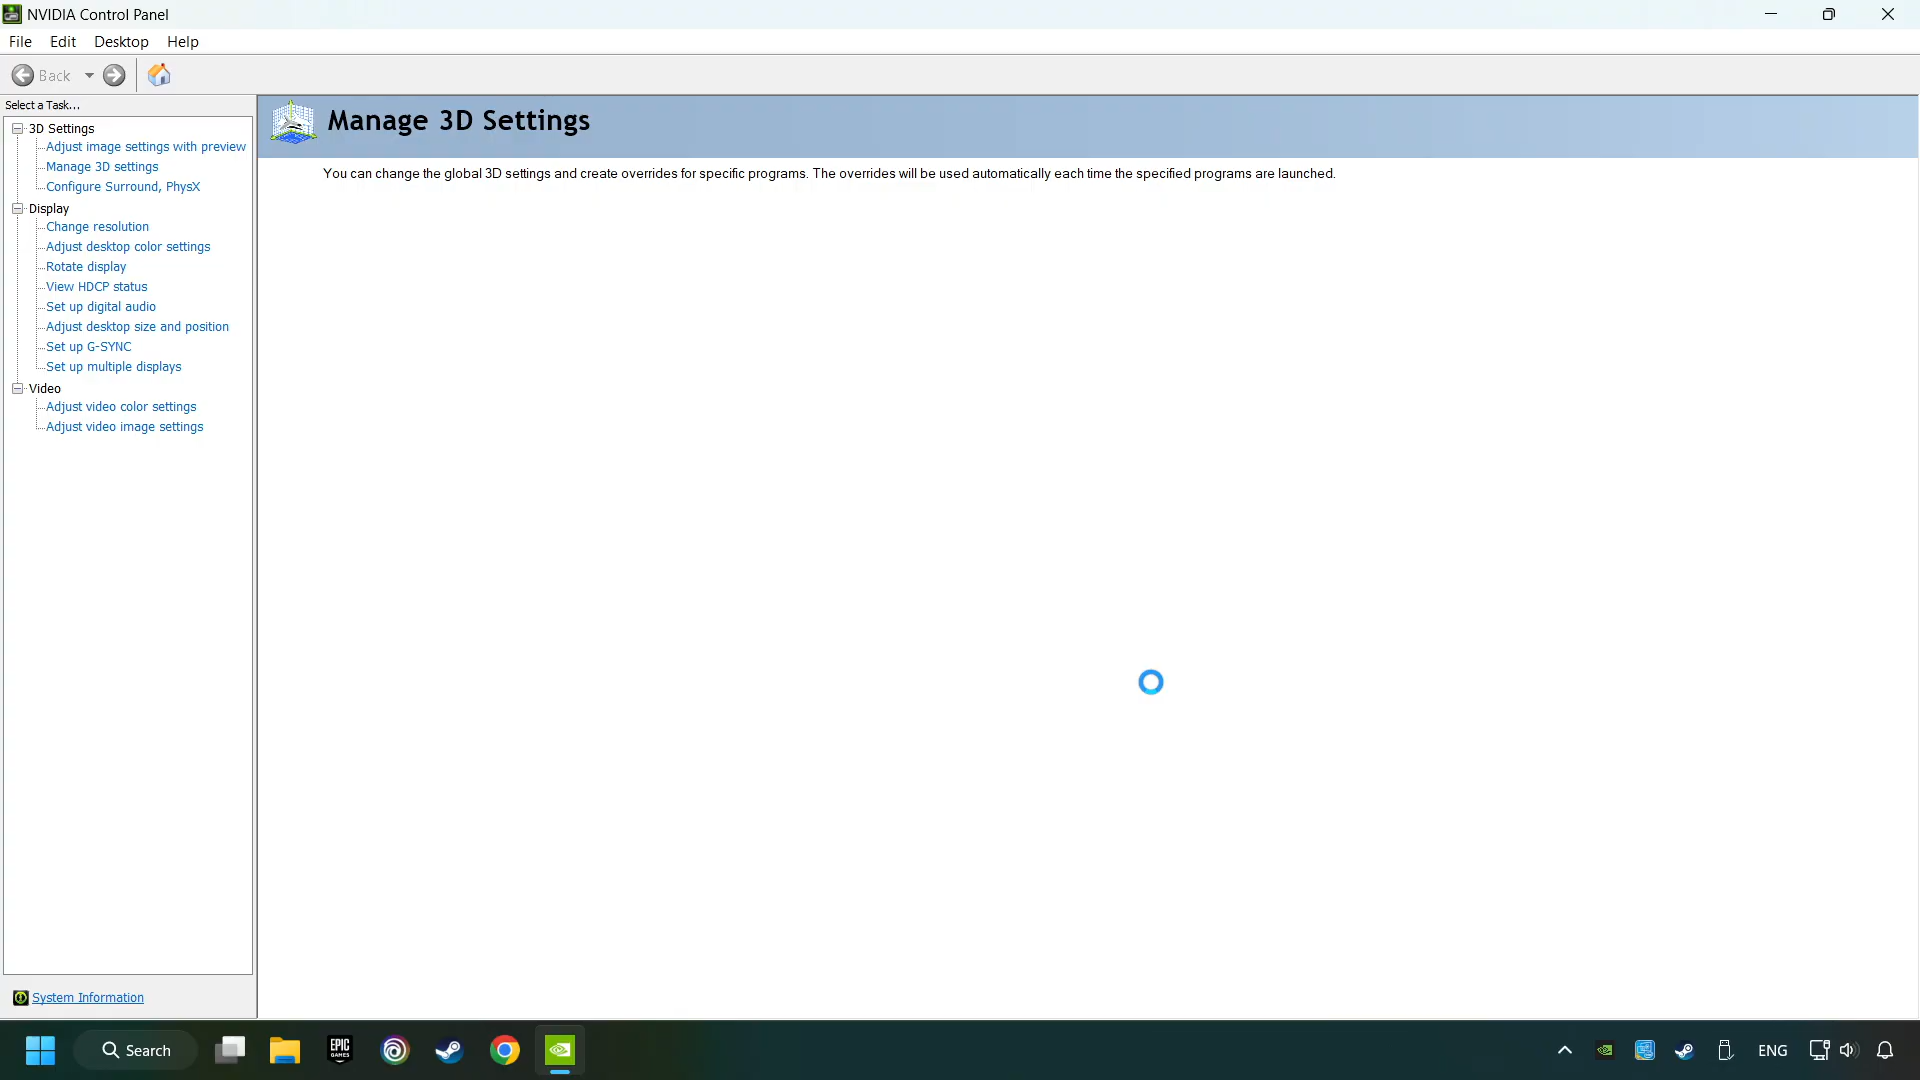 NVIDIA Control Panel
File Edit Desktop Help
Back
Select a Task...
3D Settings
Adjust image settings with preview
Manage 3D settings
Configure Surround, PhysX
Display
Change resolution
Adjust desktop color settings
Rotate display
View HDCP status
Set up digital audio
Adjust desktop size and position
Set up G-SYNC
Set up multiple displays
Video
Adjust video color settings
Adjust video image settings
System Information
Manage 3D Settings
You can change the global 3D settings and create overrides for specific programs. The overrides will be used automatically each time the specified programs are launched.
Search
EPIC
GAMES
ENG